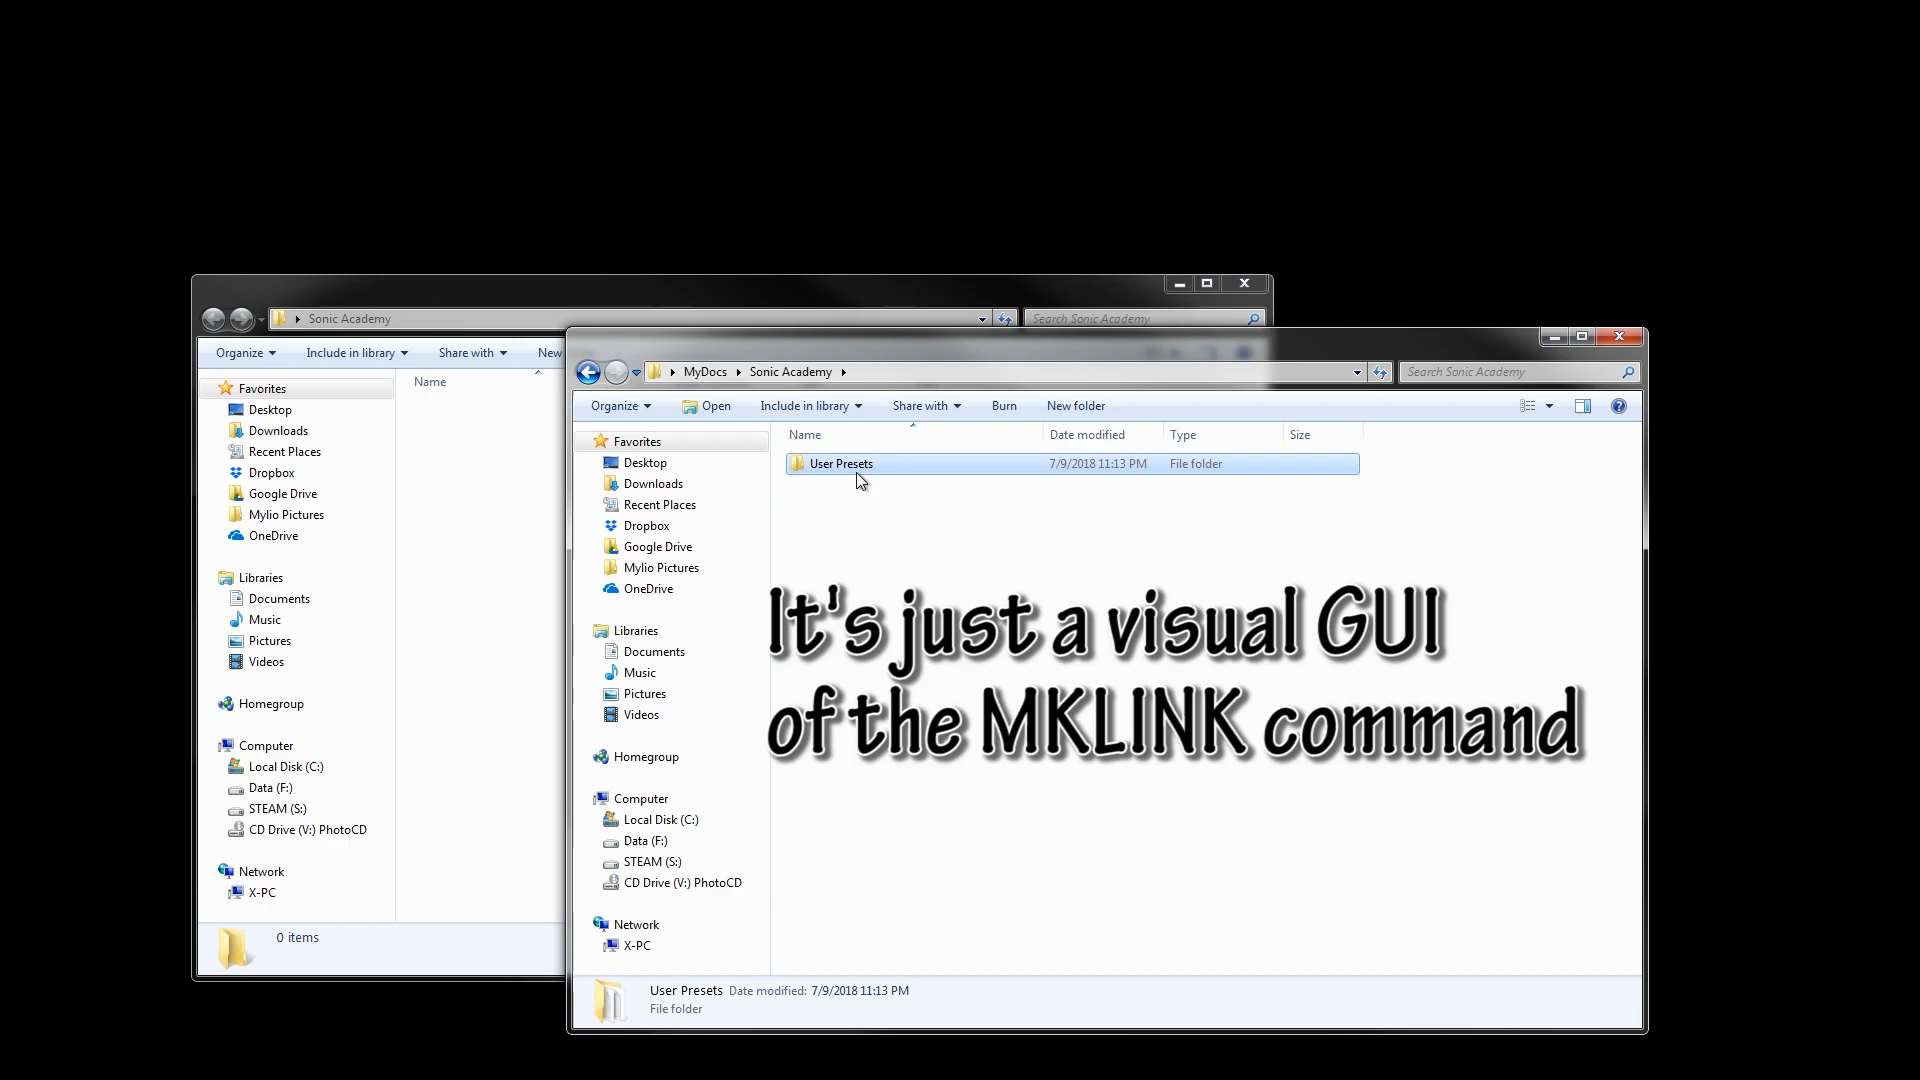 Sonic Academy
Search Sonic Academy
Organize
Include in library
Share with
New
Favorites
Desktop
Downloads
Recent Places
Dropbox
Google Drive
Mylio Pictures
OneDrive
Libraries
Documents
Music
Pictures
Videos
Homegroup
Computer
Local Disk (C:)
Data (F:)
STEAM (S:)
CD Drive (V:) PhotoCD
Network
X-PC
Name
0 items
MyDocs
Sonic Academy
Search Sonic Academy
Organize
Open
Include in library
Share with
Burn
New folder
Favorites
Desktop
Downloads
Recent Places
Dropbox
Google Drive
Mylio Pictures
OneDrive
Libraries
Documents
Music
Pictures
Videos
Homegroup
Computer
Local Disk (C:)
Data (F:)
STEAM (S:)
CD Drive (V:) PhotoCD
Network
X-PC
Name Date modified Type Size
User Presets 7/9/2018 11:13 PM File folder
It's just a visual GUI
of the MKLINK command
User Presets Date modified: 7/9/2018 11:13 PM
File folder